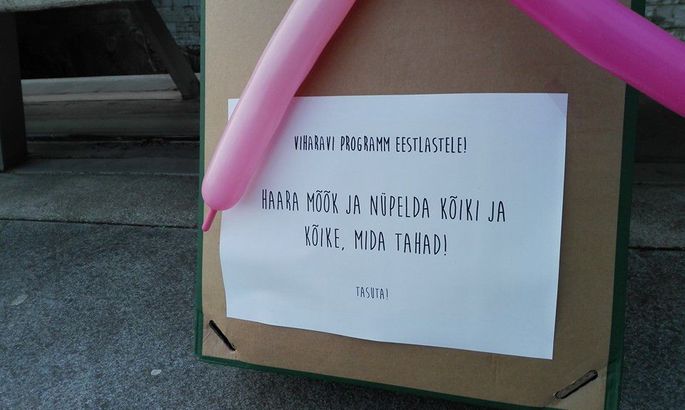 VIHARAVI PROGRAMM EESTLASTELE!
HAARA MÕÕK JA NÜPELDA KÕIKI JA
KÕIKE, MIDA TAHAD!
TASUTA!